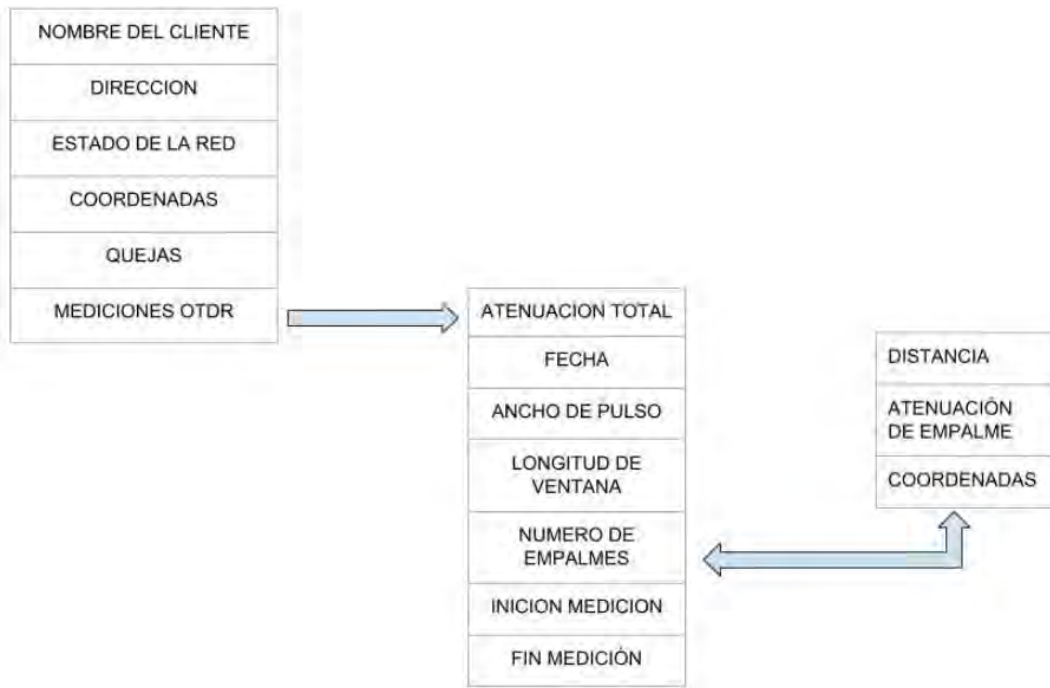 NOMBRE DEL CLIENTE
DIRECCION
ESTADO DE LA RED
COORDENADAS
QUEJAS
MEDICIONES OTDR
ATENUACION TOTAL
FECHA
ANCHO DE PULSO
LONGITUD DE
VENTANA
NUMERO DE
EMPALMES
INICION MEDICION
FIN MEDICIÓN
DISTANCIA
ATENUACIÓN
DE EMPALME
COORDENADAS